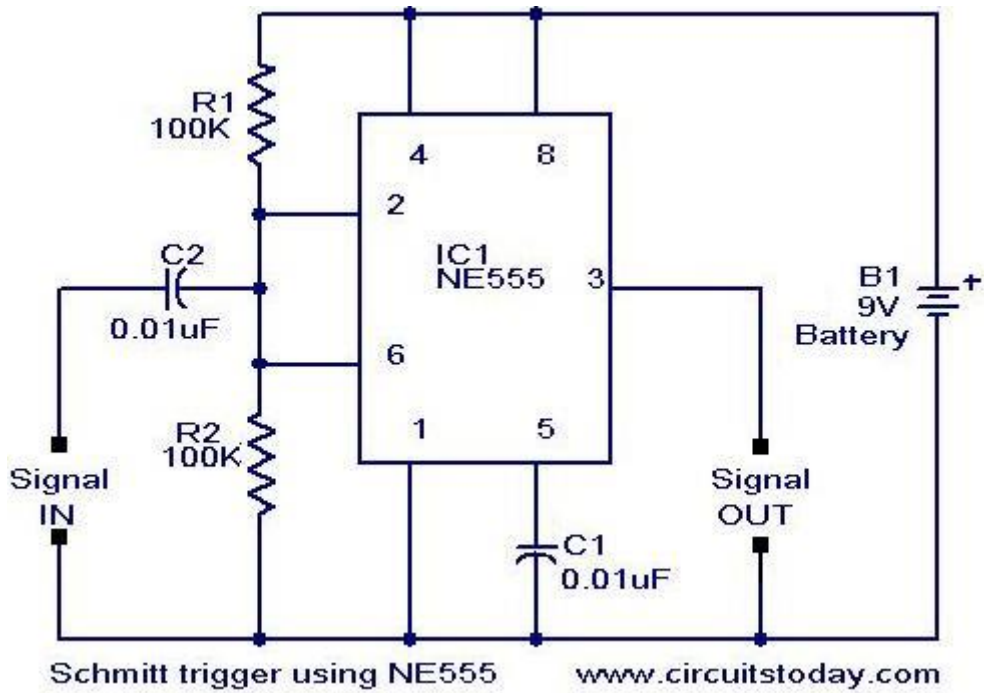 R1
100K
4
8
2
C2
IC1
NE555
3
B1
9V
Battery
+
0.01uF
6
R2
100K
1
5
Signal
IN
Signal
OUT
C1
0.01uF
Schmitt trigger using NE555
www.circuitstoday.com